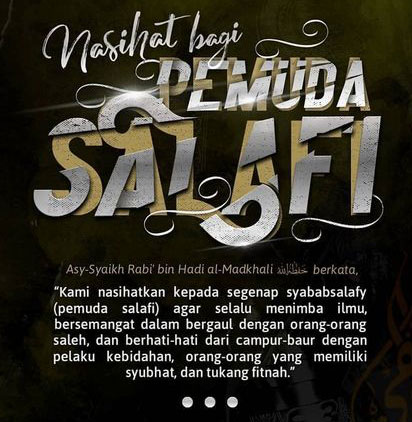 Nasihat bagi
PEMUDA
SALAFI
Asy-Syaikh Rabi' bin Hadi al-Madkhali حفظه الله berkata,
“Kami nasihatkan kepada segenap syababsalafy
(pemuda salafi) agar selalu menimba ilmu,
bersemangat dalam bergaul dengan orang-orang
saleh, dan berhati-hati dari campur-baur dengan
pelaku kebidahan, orang-orang yang memiliki
syubhat, dan tukang fitnah.”